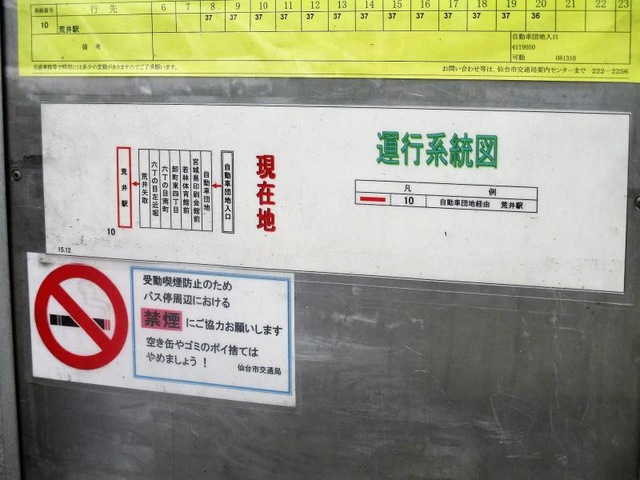 系統番号 行先 6 7 8 9 10 11 12 13 14 15 16 17 18 19 20 21 22 23
10 荒井駅 37 37 37 37 37 37 37 37 37 37 37 37 36
備考
自動車団地入口
4119050
可動 081310
交通事情等で時刻には多少の変動がありますのでご了承願います。
お問い合わせ等は、仙台市交通局案内センターまで 222-2256
運行系統図
凡例
10 自動車団地経由 荒井駅
現在地
自動車団地入口
自動車団地
宮城県印刷会館前
若林体育館前
卸町東四丁目
六丁の目南町
六丁の目左近堀
荒井矢取
荒井駅
10
15.12
受動喫煙防止のため
バス停周辺における
禁煙にご協力お願いします
空き缶やゴミのポイ捨ては
やめましょう！
仙台市交通局